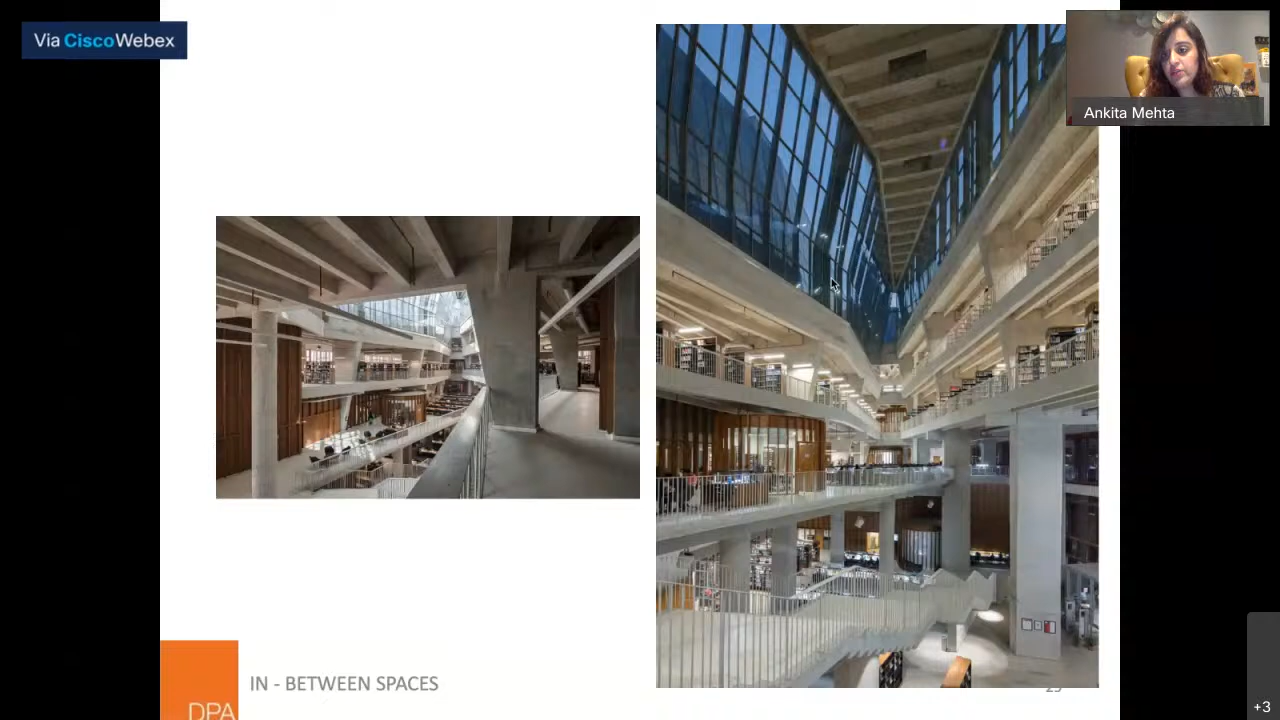 Via CiscoWebex
Ankita Mehta
IN - BETWEEN SPACES
DPA
+3